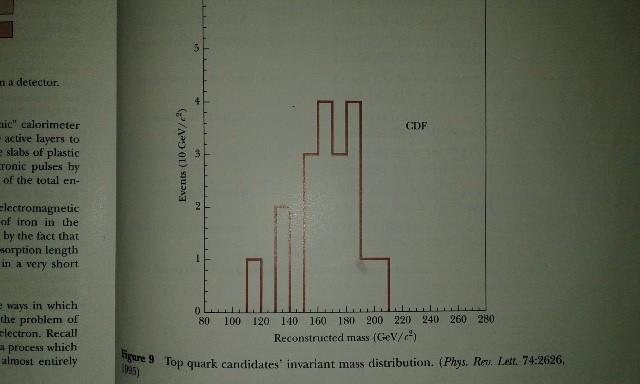 n a detector.
aic" calorimeter
active layers to
e slabs of plastic
tronic pulses by
of the total en-
electromagnetic
of iron in the
by the fact that
sorption length
in a very short
e ways in which
the problem of
electron. Recall
a process which
almost entirely
5
4
3
2
1
0
Events (10 GeV/c²)
CDF
80 100 120 140 160 180 200 220 240 260 280
Reconstructed mass (GeV/c²)
Figure 9 Top quark candidates' invariant mass distribution. (Phys. Rev. Lett. 74:2626,
1995)